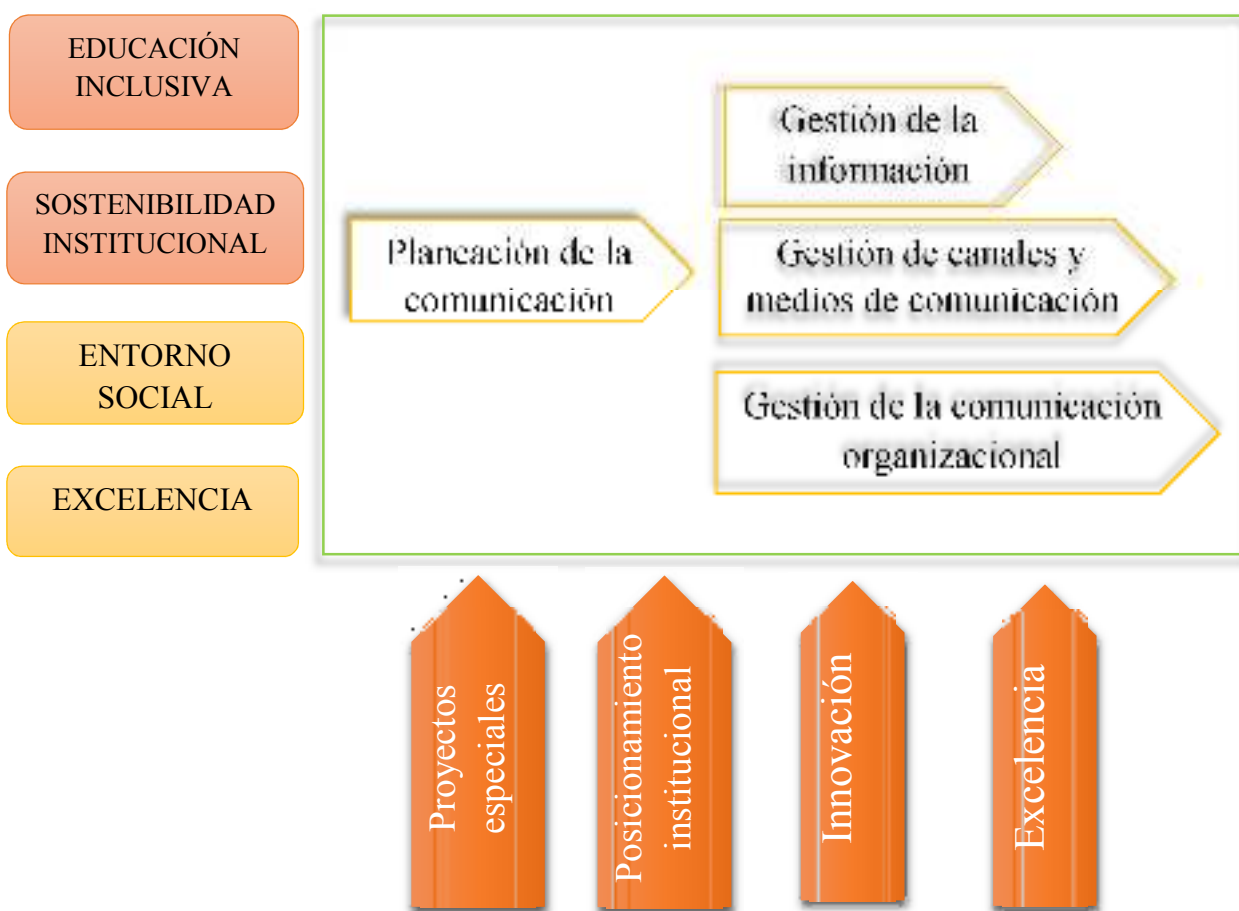 EDUCACIÓN
INCLUSIVA
SOSTENIBILIDAD
INSTITUCIONAL
ENTORNO
SOCIAL
EXCELENCIA
Planeación de la
comunicación
Gestión de la
información
Gestión de canales y
medios de comunicación
Gestión de la comunicación
organizacional
Proyectos
especiales
Posicionamiento
institucional
Innovación
Excelencia